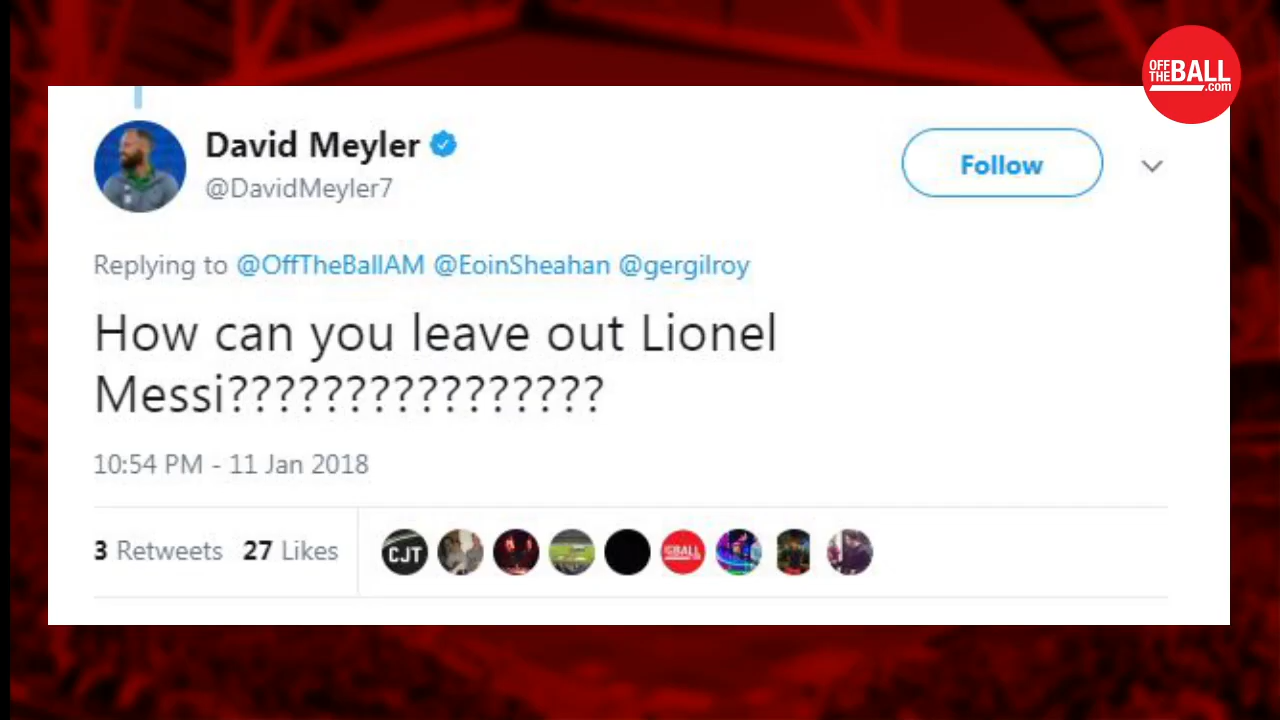 OFF
THE BALL
.com
David Meyler
@DavidMeyler7
Follow
Replying to @OffTheBallAM @EoinSheahan @gergilroy
How can you leave out Lionel
Messi????????????????
10:54 PM - 11 Jan 2018
3 Retweets 27 Likes
CJT
BALL